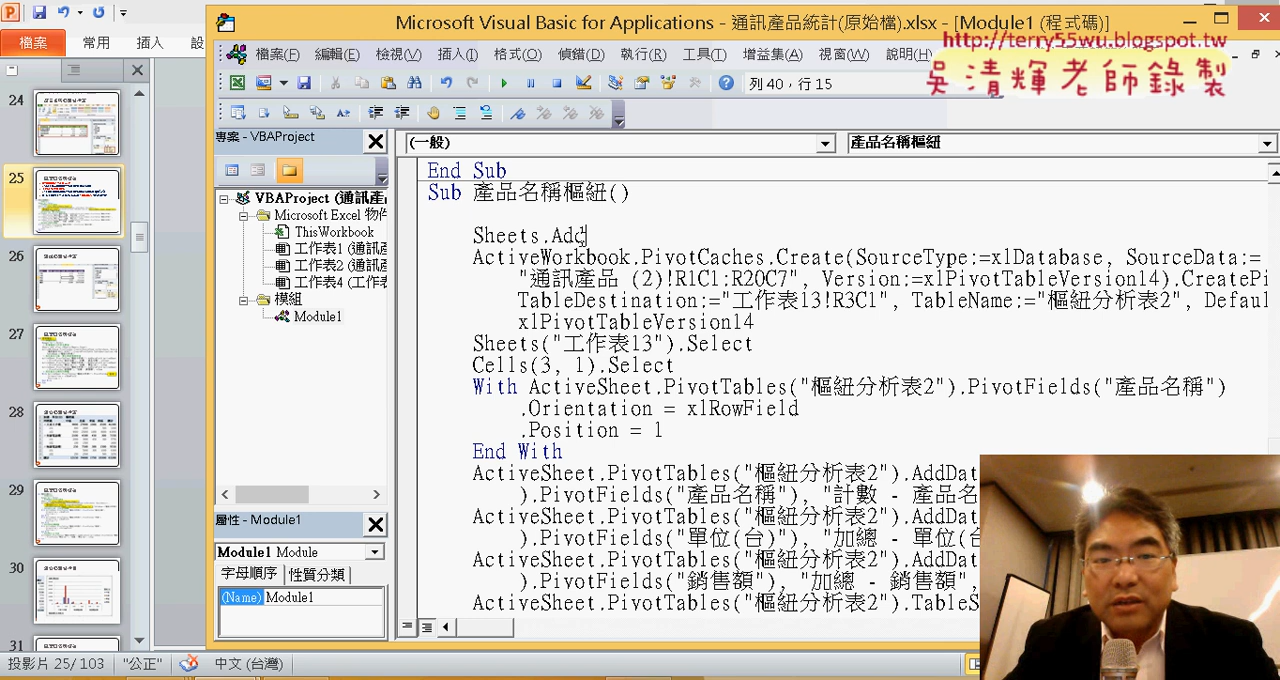 Microsoft Visual Basic for Applications - 通訊產品統計(原始檔).xlsx - [Module1 (程式碼)]
http://terry55wu.blogspot.tw
吳清輝老師錄製
檔案 常用 插入 設
檔案(F) 編輯(E) 檢視(V) 插入(I) 格式(O) 偵錯(D) 執行(R) 工具(T) 增益集(A) 視窗(W) 說明(H)
列 40，行 15
專案 - VBAProject
(一般)
產品名稱樞紐
VBAProject (通訊產
Microsoft Excel 物件
ThisWorkbook
工作表1 (通訊產
工作表2 (通訊產
工作表4 (工作表
模組
Module1
屬性 - Module1
Module1 Module
字母順序 性質分類
(Name) Module1
End Sub
Sub 產品名稱樞紐()
Sheets.Add
ActiveWorkbook.PivotCaches.Create(SourceType:=xlDatabase, SourceData:=
"通訊產品 (2)!R1C1:R20C7", Version:=xlPivotTableVersion14).CreatePi
TableDestination:="工作表13!R3C1", TableName:="樞紐分析表2", Defaul
xlPivotTableVersion14
Sheets("工作表13").Select
Cells(3, 1).Select
With ActiveSheet.PivotTables("樞紐分析表2").PivotFields("產品名稱")
.Orientation = xlRowField
.Position = 1
End With
ActiveSheet.PivotTables("樞紐分析表2").AddDat
).PivotFields("產品名稱"), "計數 - 產品名
ActiveSheet.PivotTables("樞紐分析表2").AddDat
).PivotFields("單位(台)"), "加總 - 單位(台
ActiveSheet.PivotTables("樞紐分析表2").AddDat
).PivotFields("銷售額"), "加總 - 銷售額",
ActiveSheet.PivotTables("樞紐分析表2").TableS
24
25
26
27
28
29
30
31
投影片 25/ 103 "公正" 中文 (台灣)